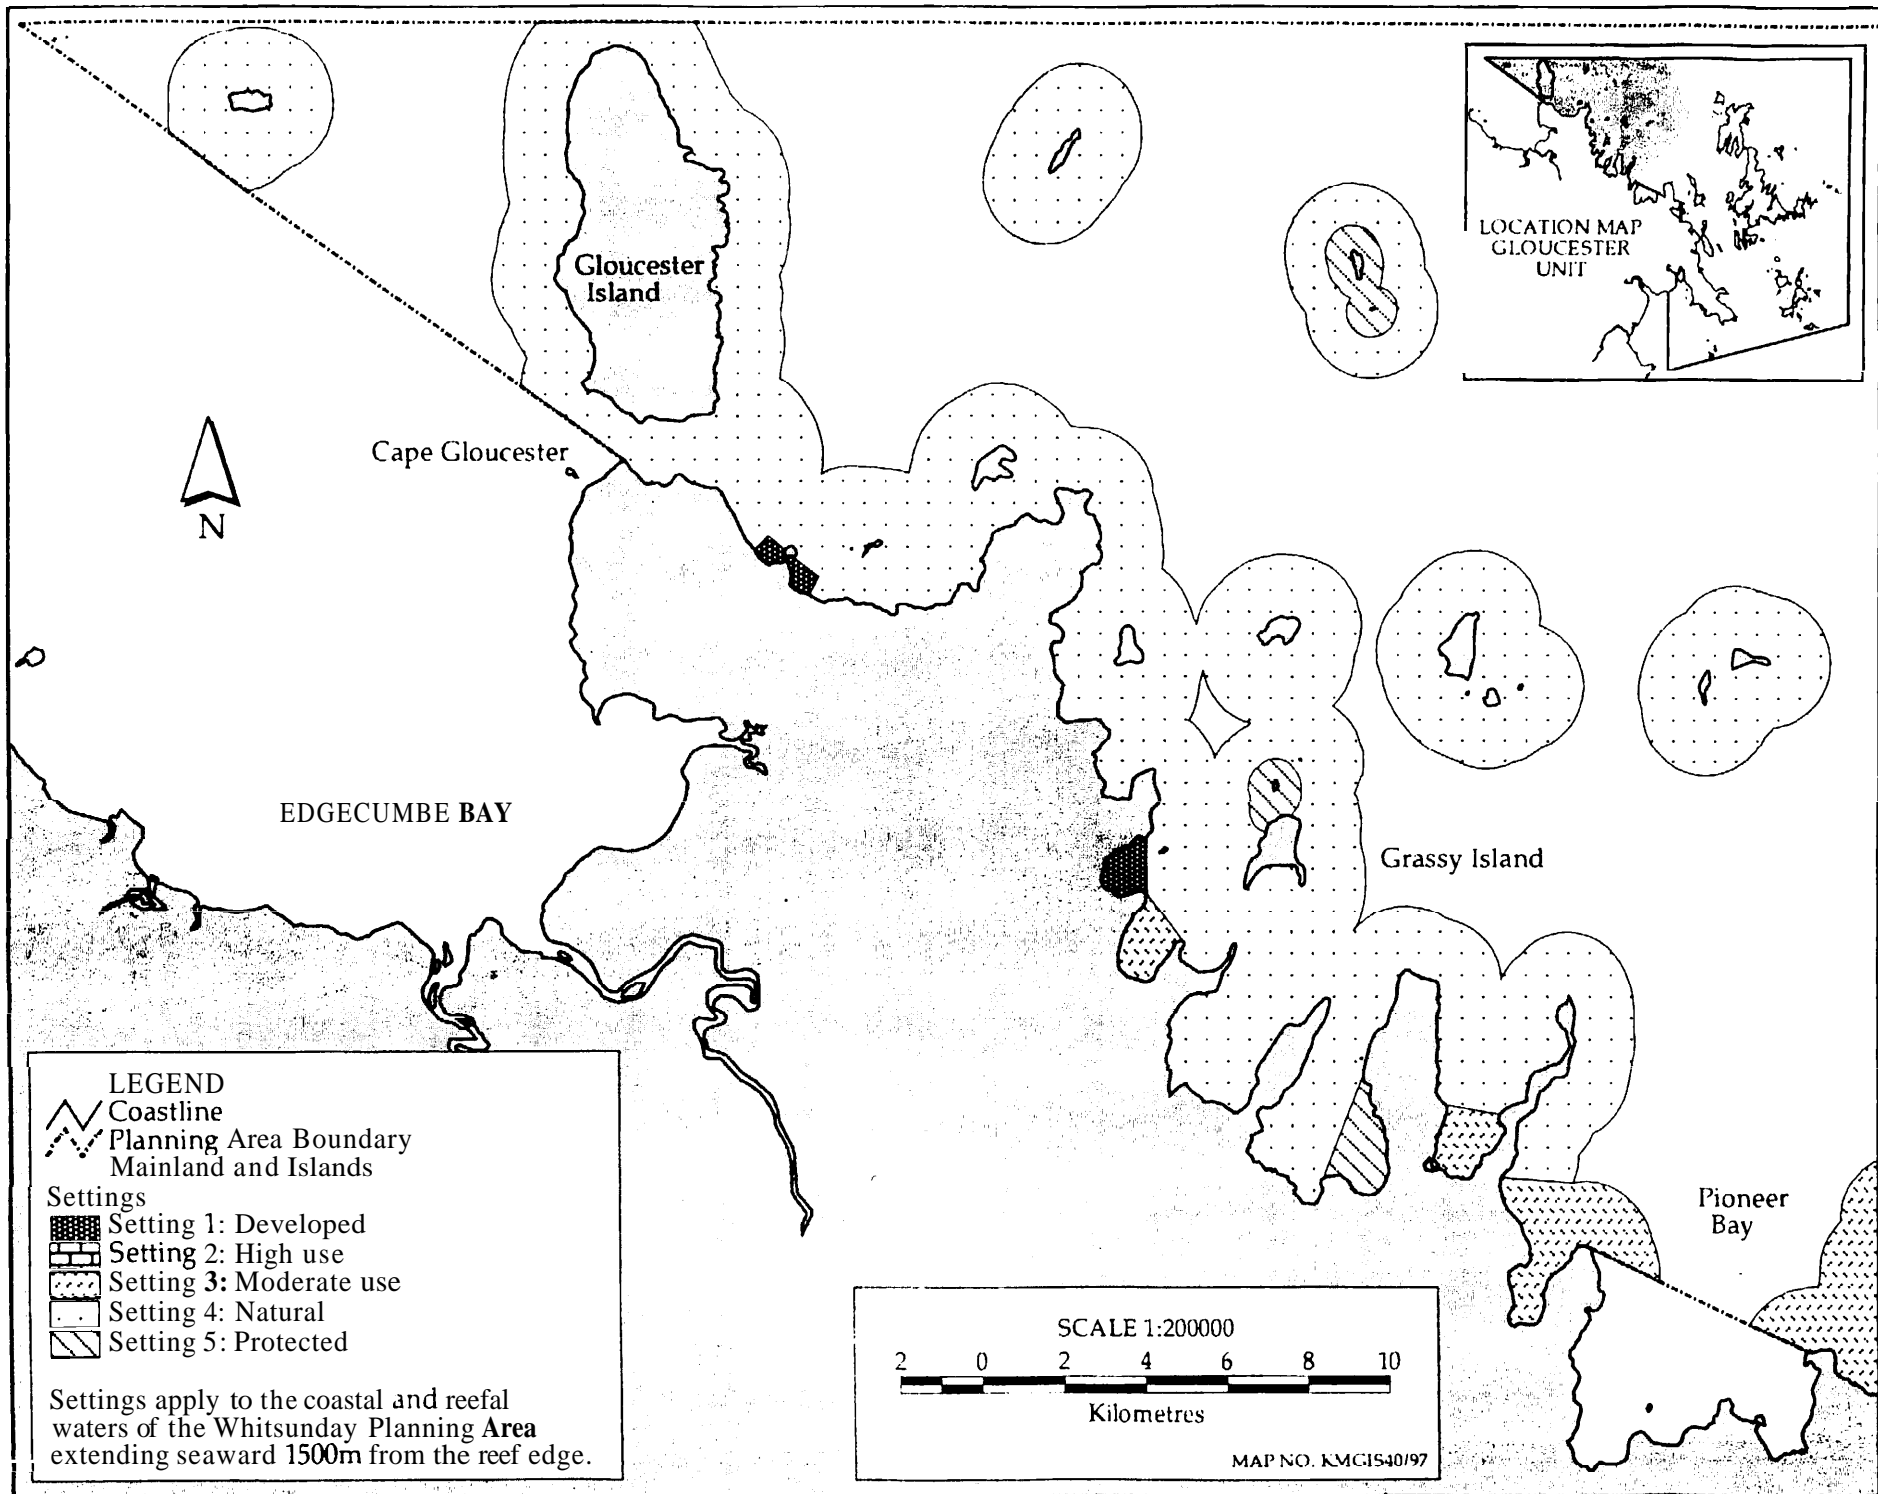 LOCATION MAP
GLOUCESTER
UNIT
Gloucester
Island
Cape Gloucester
N
EDGECUMBE BAY
Grassy Island
Pioneer
Bay
LEGEND
Coastline
Planning Area Boundary
Mainland and Islands
Settings
Setting 1: Developed
Setting 2: High use
Setting 3: Moderate use
Setting 4: Natural
Setting 5: Protected
Settings apply to the coastal and reefal
waters of the Whitsunday Planning Area
extending seaward 1500m from the reef edge.
SCALE 1:200000
2 0 2 4 6 8 10
Kilometres
MAP NO. KMGIS40/97